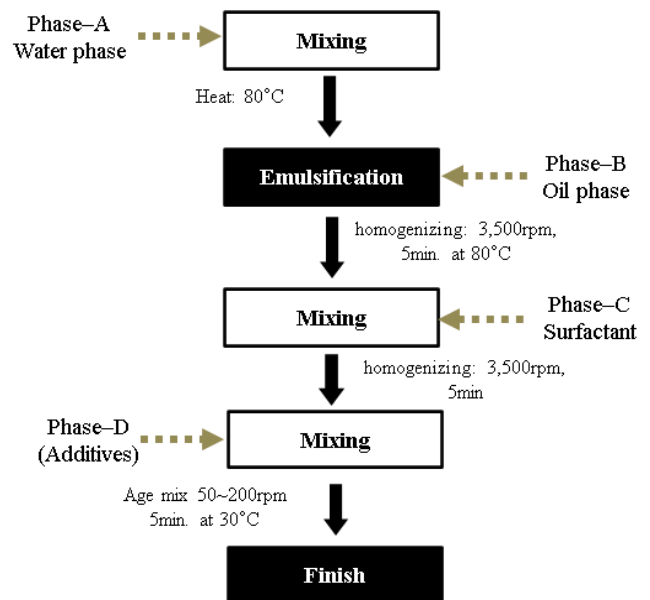 Phase–A
Water phase
Mixing
Heat: 80°C
Emulsification
Phase–B
Oil phase
homogenizing: 3,500rpm,
5min. at 80°C
Mixing
Phase–C
Surfactant
homogenizing: 3,500rpm,
5min
Phase–D
(Additives)
Mixing
Age mix 50~200rpm
5min. at 30°C
Finish